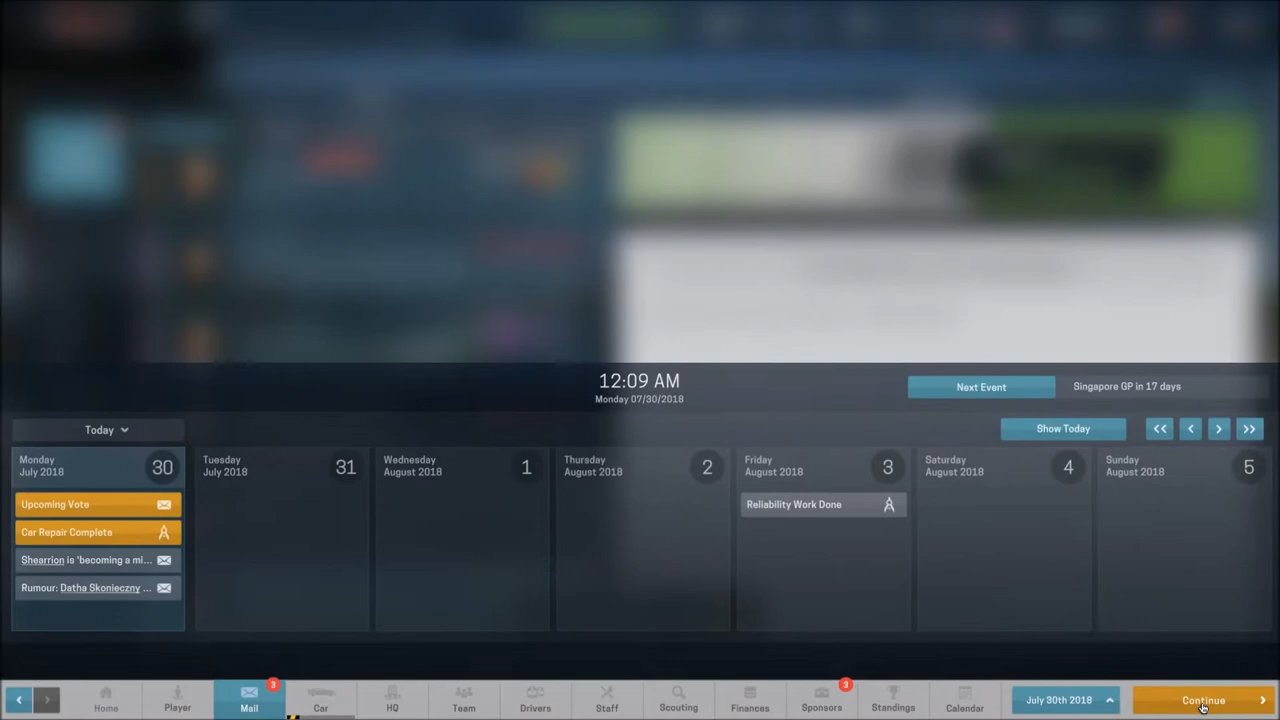 12:09 AM
Monday 07/30/2018
Next Event
Singapore GP in 17 days
Today
Show Today
Monday
July 2018
30
Tuesday
July 2018
31
Wednesday
August 2018
1
Thursday
August 2018
2
Friday
August 2018
3
Saturday
August 2018
4
Sunday
August 2018
5
Upcoming Vote
Car Repair Complete
Shearrion is 'becoming a mi...
Rumour: Datha Skonieczny ...
Reliability Work Done
Home
Player
Mail
3
Car
HQ
Team
Drivers
Staff
Scouting
Finances
Sponsors
3
Standings
Calendar
July 30th 2018
Continue